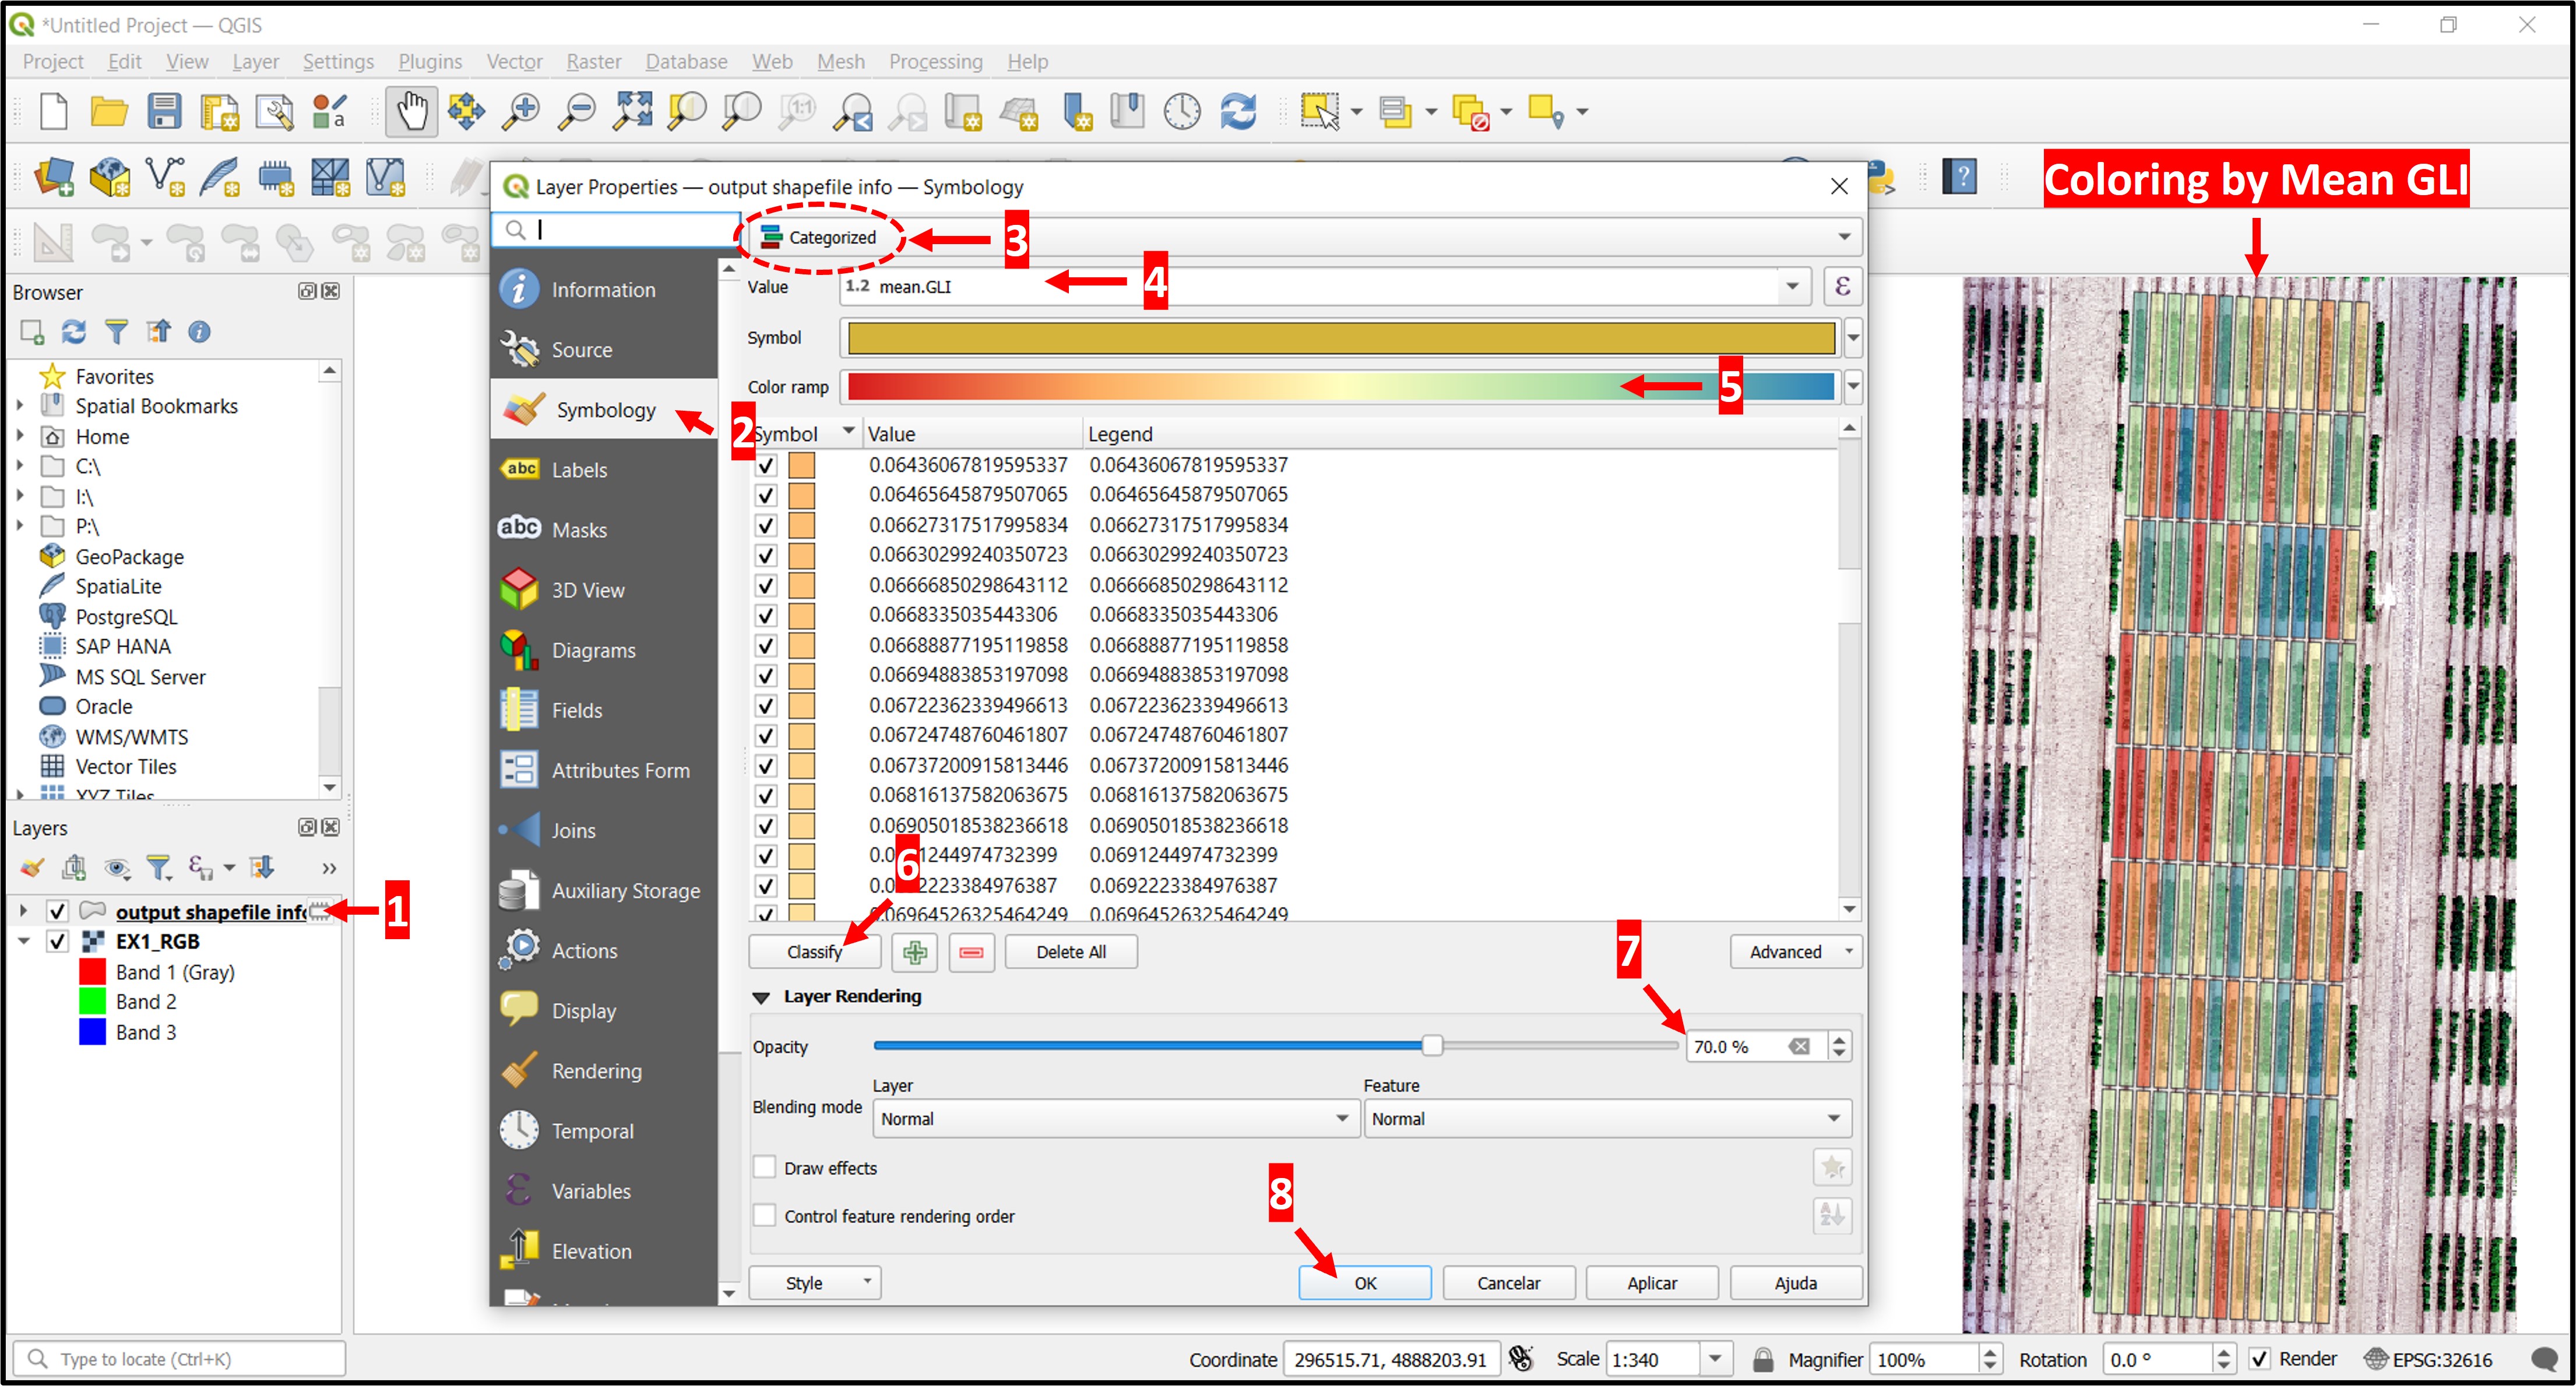 *Untitled Project — QGIS
Project Edit View Layer Settings Plugins Vector Raster Database Web Mesh Processing Help
Coloring by Mean GLI
Layer Properties — output shapefile info — Symbology
Categorized
3
4
Value 1.2 mean.GLI ε
Symbol
Color ramp
5
2
Symbol Value Legend
0.06436067819595337 0.06436067819595337
0.06465645879507065 0.06465645879507065
0.06627317517995834 0.06627317517995834
0.06630299240350723 0.06630299240350723
0.06666850298643112 0.06666850298643112
0.0668335035443306 0.0668335035443306
0.06688877195119858 0.06688877195119858
0.06694883853197098 0.06694883853197098
0.06722362339496613 0.06722362339496613
0.06724748760461807 0.06724748760461807
0.06737200915813446 0.06737200915813446
0.06816137582063675 0.06816137582063675
0.06905018538236618 0.06905018538236618
0.0691244974732399
0.0692223384976387
0.06964526325464249 0.06964526325464249
6
Classify Delete All Advanced
7
Layer Rendering
Opacity 70.0 %
Layer Feature
Blending mode Normal Normal
Draw effects
Control feature rendering order
8
Style OK Cancelar Aplicar Ajuda
Information
Source
Symbology
abc Labels
abc Masks
3D View
Diagrams
Fields
Attributes Form
Joins
Auxiliary Storage
Actions
Display
Rendering
Temporal
Variables
Elevation
Browser
Favorites
Spatial Bookmarks
Home
C:\
I:\
P:\
GeoPackage
SpatiaLite
PostgreSQL
SAP HANA
MS SQL Server
Oracle
WMS/WMTS
Vector Tiles
XYZ Tiles
Layers
output shapefile info
1
EX1_RGB
Band 1 (Gray)
Band 2
Band 3
Type to locate (Ctrl+K)
Coordinate 296515.71, 4888203.91 Scale 1:340 Magnifier 100% Rotation 0.0 ° Render EPSG:32616